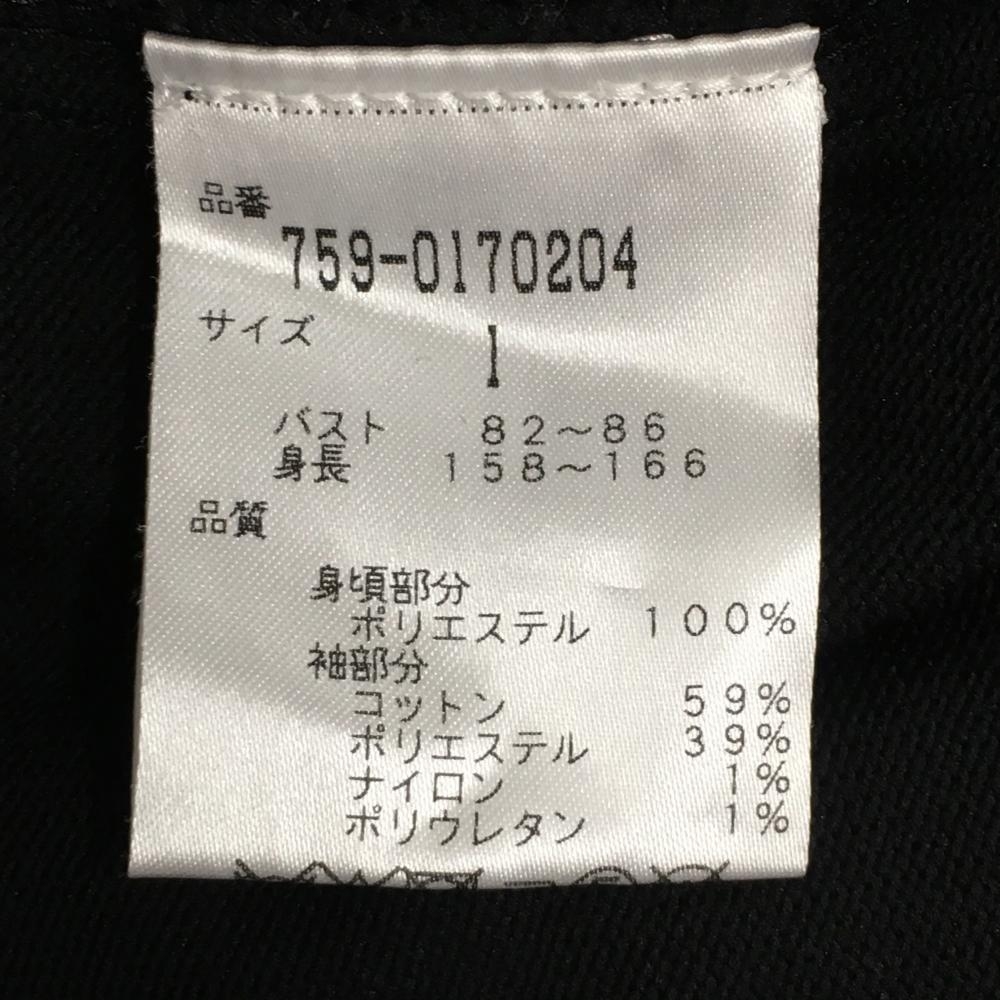 品番
759-0170204
サイズ
1
バスト 82～86
身長 158～166
品質
身頃部分
ポリエステル 100%
袖部分
コットン 59%
ポリエステル 39%
ナイロン 1%
ポリウレタン 1%